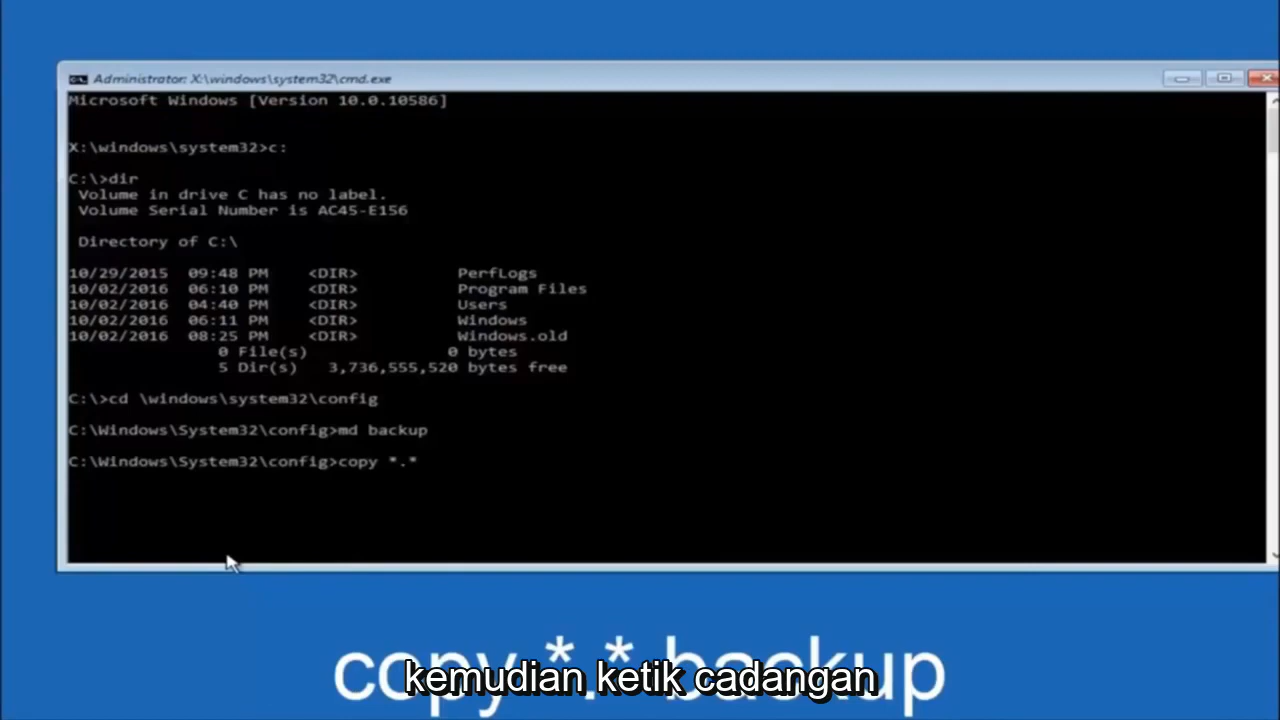 Administrator: X:\windows\system32\cmd.exe
Microsoft Windows [Version 10.0.10586]
X:\windows\system32>c:
C:\>dir
Volume in drive C has no label.
Volume Serial Number is AC45-E156
Directory of C:\
10/29/2015 09:48 PM <DIR> PerfLogs
10/02/2016 06:10 PM <DIR> Program Files
10/02/2016 04:40 PM <DIR> Users
10/02/2016 06:11 PM <DIR> Windows
10/02/2016 08:25 PM <DIR> Windows.old
0 File(s) 0 bytes
5 Dir(s) 3,736,555,520 bytes free
C:\>cd \windows\system32\config
C:\Windows\System32\config>md backup
C:\Windows\System32\config>copy *.*
copy *.* backup
kemudian ketik cadangan